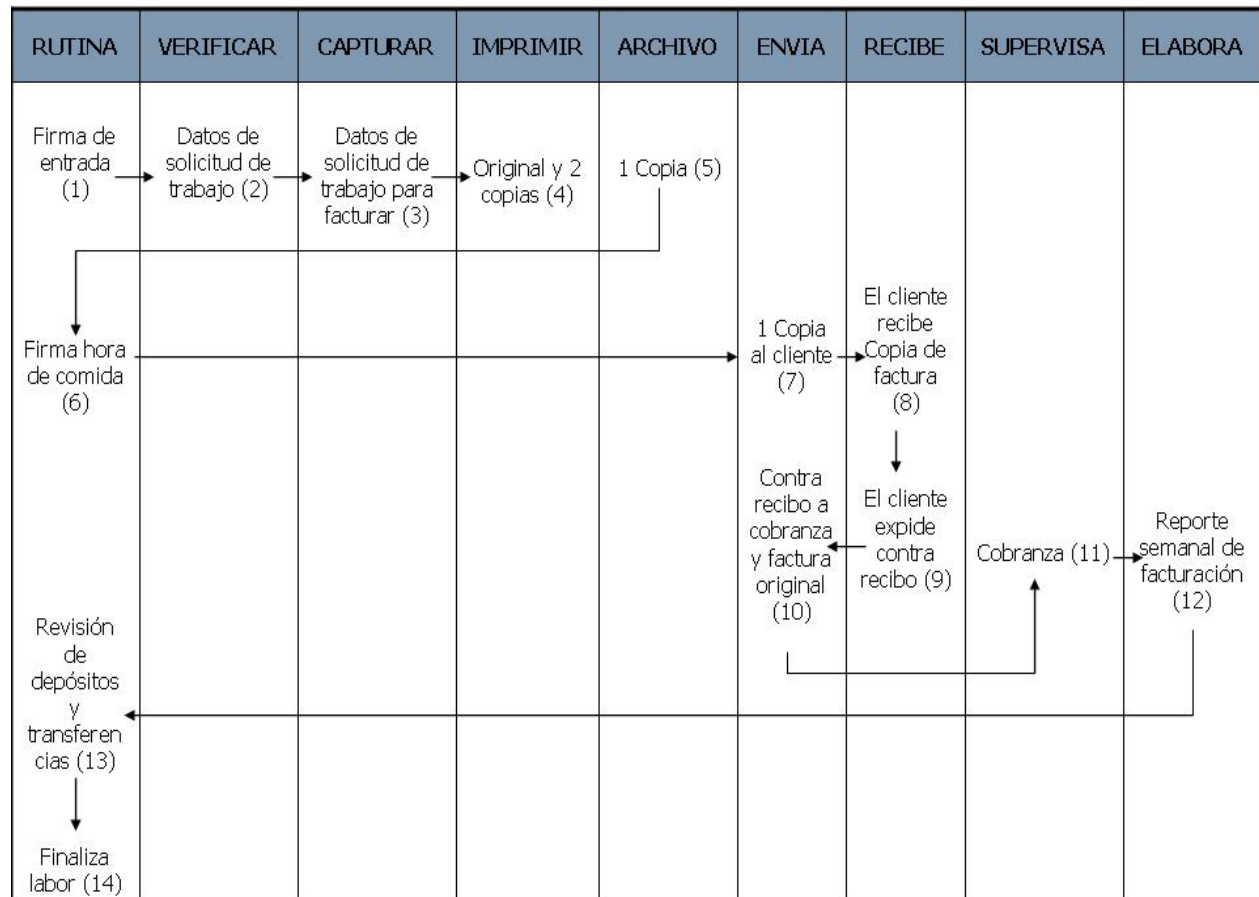 RUTINA
VERIFICAR
CAPTURAR
IMPRIMIR
ARCHIVO
ENVIA
RECIBE
SUPERVISA
ELABORA
Firma de
entrada
(1)
Datos de
solicitud de
trabajo (2)
Datos de
solicitud de
trabajo para
facturar (3)
Original y 2
copias (4)
1 Copia (5)
Firma hora
de comida
(6)
1 Copia
al cliente
(7)
El cliente
recibe
Copia de
factura
(8)
El cliente
expide
contra
recibo (9)
Contra
recibo a
cobranza
y factura
original
(10)
Cobranza (11)
Reporte
semanal de
facturación
(12)
Revisión
de
depósitos
y
transferen
cias (13)
Finaliza
labor (14)